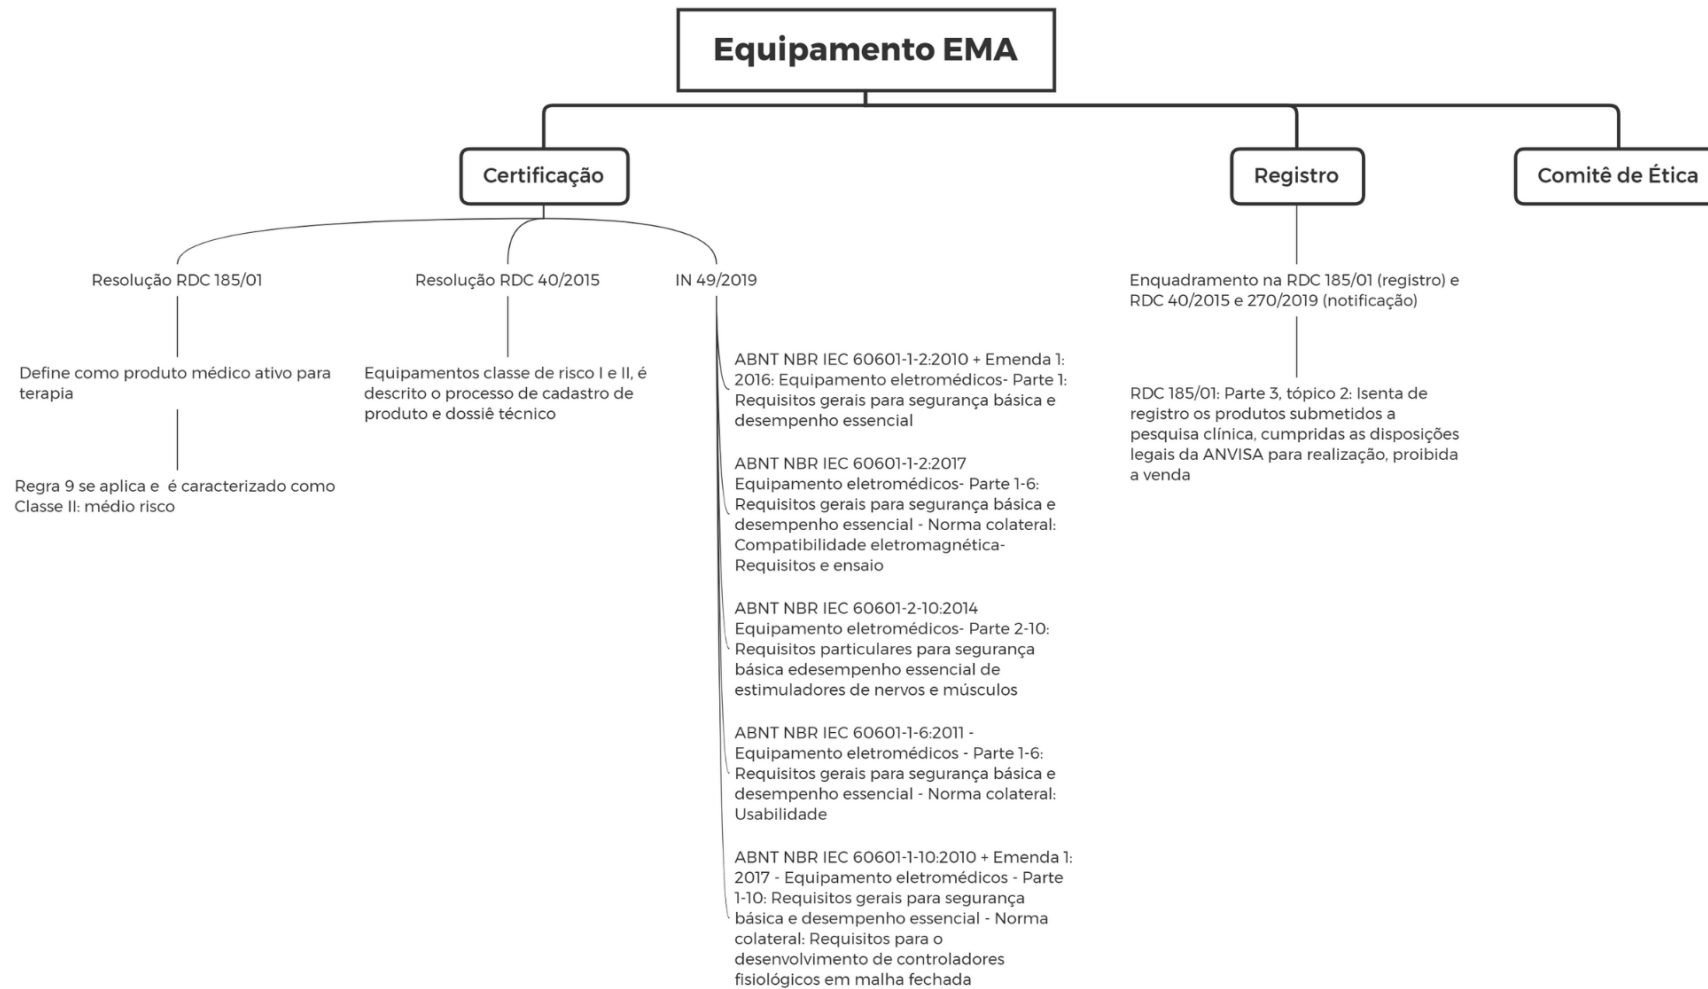 Equipamento EMA
Certificação
Registro
Comitê de Ética
Resolução RDC 185/01
Define como produto médico ativo para
terapia
Regra 9 se aplica e é caracterizado como
Classe II: médio risco
Resolução RDC 40/2015
Equipamentos classe de risco I e II, é
descrito o processo de cadastro de
produto e dossiê técnico
IN 49/2019
ABNT NBR IEC 60601-1-2:2010 + Emenda 1:
2016: Equipamento eletromédicos- Parte 1:
Requisitos gerais para segurança básica e
desempenho essencial
ABNT NBR IEC 60601-1-2:2017
Equipamento eletromédicos- Parte 1-6:
Requisitos gerais para segurança básica e
desempenho essencial - Norma colateral:
Compatibilidade eletromagnética-
Requisitos e ensaio
ABNT NBR IEC 60601-2-10:2014
Equipamento eletromédicos- Parte 2-10:
Requisitos particulares para segurança
básica edesempenho essencial de
estimuladores de nervos e músculos
ABNT NBR IEC 60601-1-6:2011 -
Equipamento eletromédicos - Parte 1-6:
Requisitos gerais para segurança básica e
desempenho essencial - Norma colateral:
Usabilidade
ABNT NBR IEC 60601-1-10:2010 + Emenda 1:
2017 - Equipamento eletromédicos - Parte
1-10: Requisitos gerais para segurança
básica e desempenho essencial - Norma
colateral: Requisitos para o
desenvolvimento de controladores
fisiológicos em malha fechada
Enquadramento na RDC 185/01 (registro) e
RDC 40/2015 e 270/2019 (notificação)
RDC 185/01: Parte 3, tópico 2: Isenta de
registro os produtos submetidos a
pesquisa clínica, cumpridas as disposições
legais da ANVISA para realização, proibida
a venda